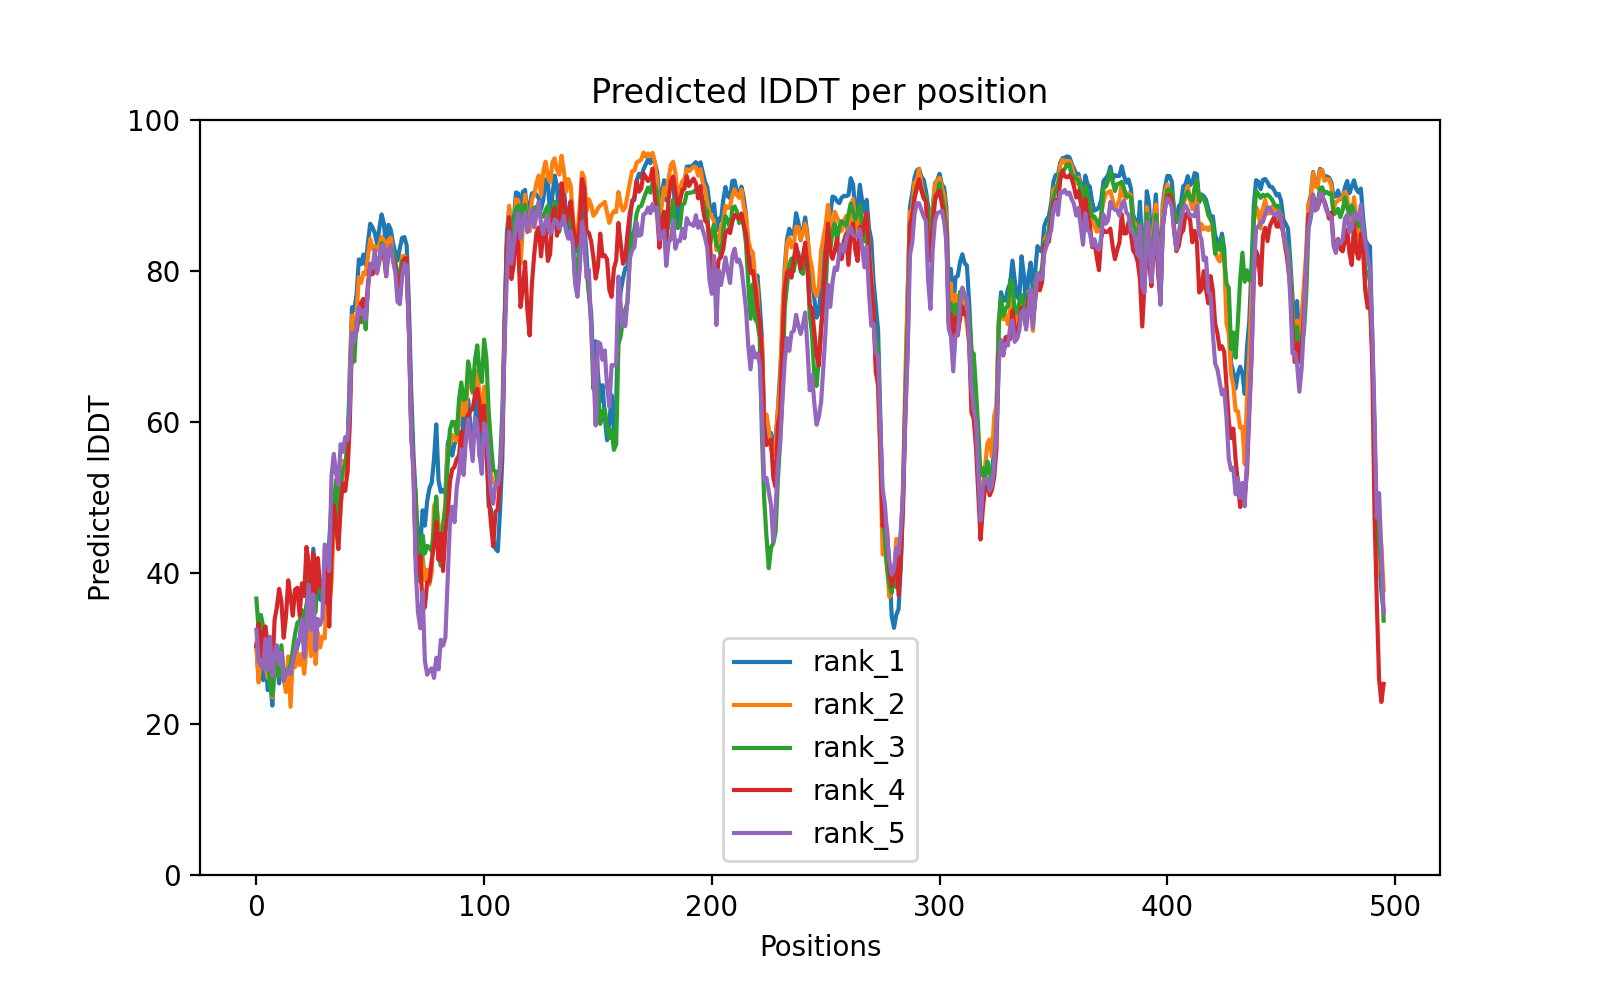 Predicted lDDT per position
100
80
60
40
20
0
Predicted lDDT
0 100 200 300 400 500
Positions
rank_1
rank_2
rank_3
rank_4
rank_5